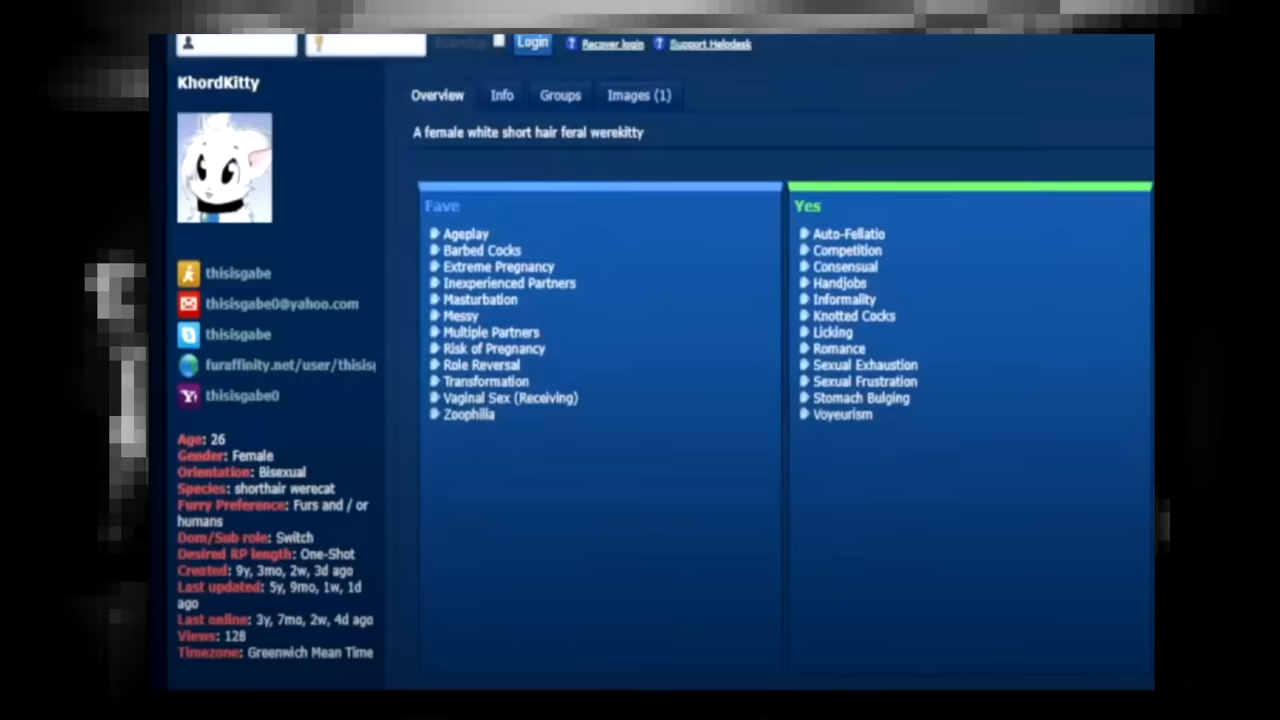 Login
Recover login
Support Helpdesk
KhordKitty
Overview
Info
Groups
Images (1)
A female white short hair feral werekitty
thisisgabe
thisisgabe0@yahoo.com
thisisgabe
furaffinity.net/user/thisisg
thisisgabe0
Age: 26
Gender: Female
Orientation: Bisexual
Species: shorthair werecat
Furry Preference: Furs and / or
humans
Dom/Sub role: Switch
Desired RP length: One-Shot
Created: 9y, 3mo, 2w, 3d ago
Last updated: 5y, 9mo, 1w, 1d
ago
Last online: 3y, 7mo, 2w, 4d ago
Views: 128
Timezone: Greenwich Mean Time
Fave
Ageplay
Barbed Cocks
Extreme Pregnancy
Inexperienced Partners
Masturbation
Messy
Multiple Partners
Risk of Pregnancy
Role Reversal
Transformation
Vaginal Sex (Receiving)
Zoophilia
Yes
Auto-Fellatio
Competition
Consensual
Handjobs
Informality
Knotted Cocks
Licking
Romance
Sexual Exhaustion
Sexual Frustration
Stomach Bulging
Voyeurism